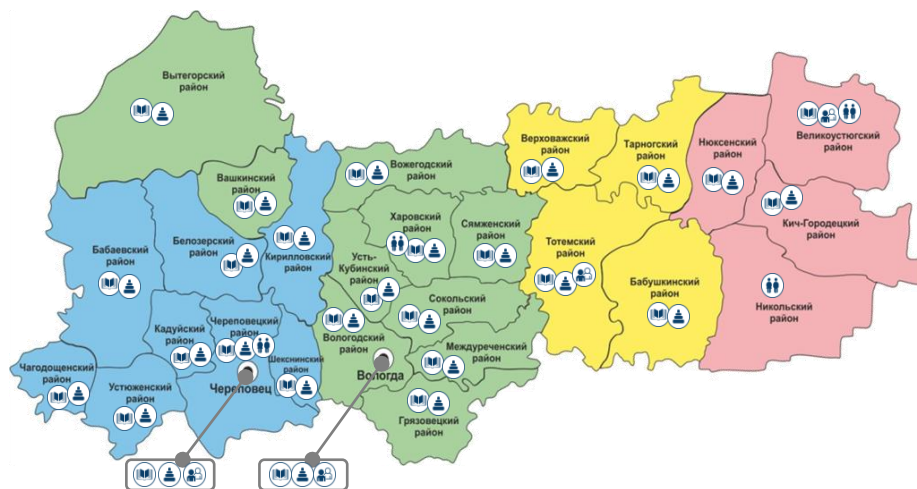 Вытегорский
район
Вашкинский
район
Бабаевский
район
Белозерский
район
Кирилловский
район
Вожегодский
район
Харовский
район
Сямженский
район
Усть-
Кубинский
район
Сокольский
район
Вологодский
район
Междуреченский
район
Вологда
Грязовецкий
район
Кадуйский
район
Череповецкий
район
Череповец
Шекснинский
район
Чагодощенский
район
Устюженский
район
Верховажский
район
Тарногский
район
Тотемский
район
Бабушкинский
район
Нюксенский
район
Великоустюгский
район
Кич-Городецкий
район
Никольский
район